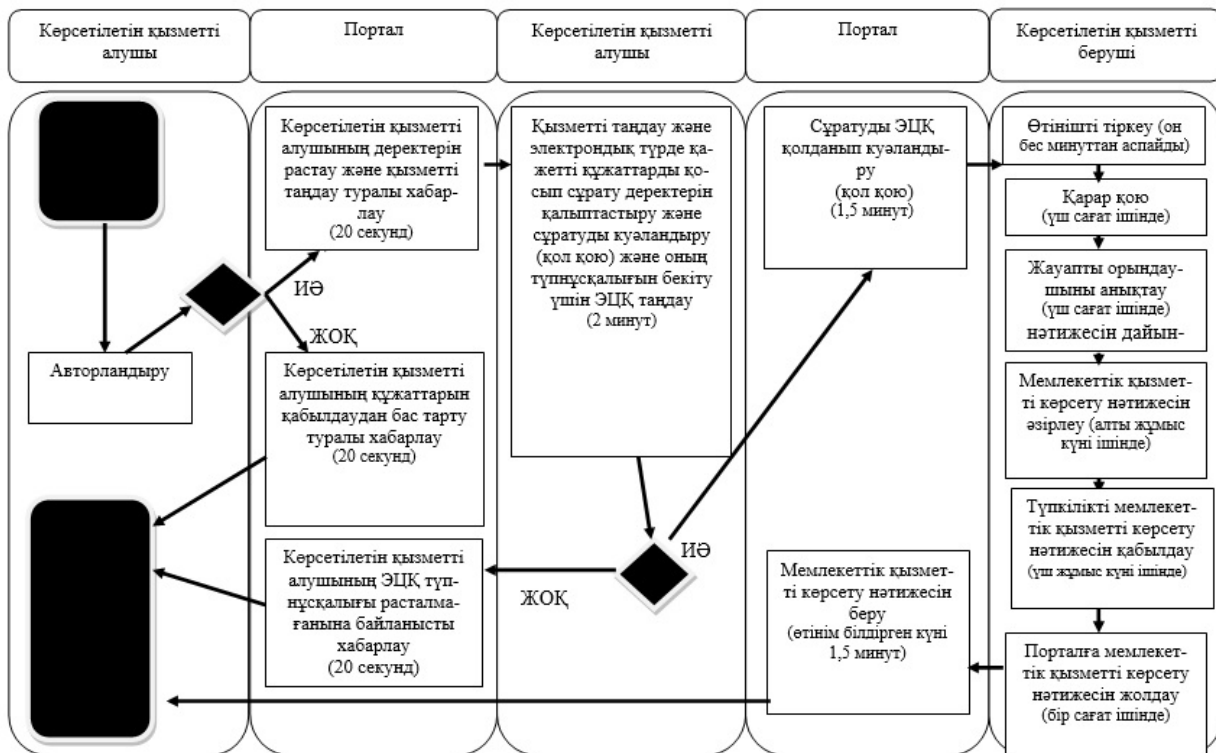 Көрсетілетін қызметті
алушы
Портал
Көрсетілетін қызметті
алушы
Портал
Көрсетілетін қызметті
беруші
Авторландыру
Көрсетілетін қызметті
алушының деректерін
растау және қызметті
таңдау туралы хабар-
лау
(20 секунд)
ИӘ
ЖОҚ
Көрсетілетін қызметті
алушының құжаттарын
қабылдаудан бас тарту
туралы хабарлау
(20 секунд)
Көрсетілетін қызметті
алушының ЭЦҚ түп-
нұсқалығы расталма-
ғанына байланысты
хабарлау
(20 секунд)
Қызметті таңдау және
электрондық түрде қа-
жетті құжаттарды қо-
сып сұрату деректерін
қалыптастыру және
сұратуды куәландыру
(қол қою) және оның
түпнұсқалығын бекіту
үшін ЭЦҚ таңдау
(2 минут)
ИӘ
ЖОҚ
Сұратуды ЭЦҚ
қолданып куәланды-
ру
(қол қою)
(1,5 минут)
Мемлекеттік қызмет-
ті көрсету нәтижесін
беру
(өтінім білдірген күні
1,5 минут)
Өтінішті тіркеу (он
бес минуттан аспайды)
Қарар қою
(үш сағат ішінде)
Жауапты орындау-
шыны анықтау
(үш сағат ішінде)
нәтижесін дайын-
Мемлекеттік қызмет-
ті көрсету нәтижесін
әзірлеу (алты жұмыс
күні ішінде)
Түпкілікті мемлекет-
тік қызметті көрсету
нәтижесін қабылдау
(үш жұмыс күні ішінде)
Порталға мемлекет-
тік қызметті көрсету
нәтижесін жолдау
(бір сағат ішінде)